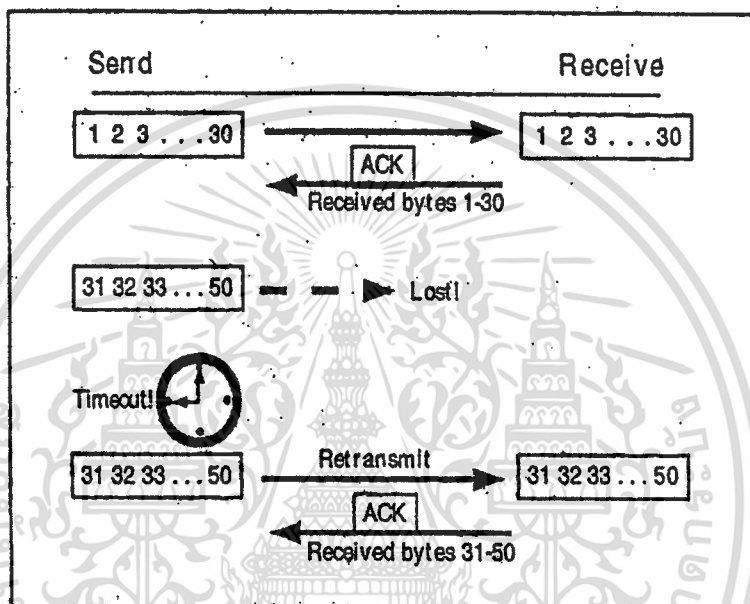 Send Receive
1 2 3 . . . 30 1 2 3 . . . 30
ACK
Received bytes 1-30
31 32 33 . . . 50 Lost!
Timeout!
31 32 33 . . . 50 Retransmit 31 32 33 . . . 50
ACK
Received bytes 31-50